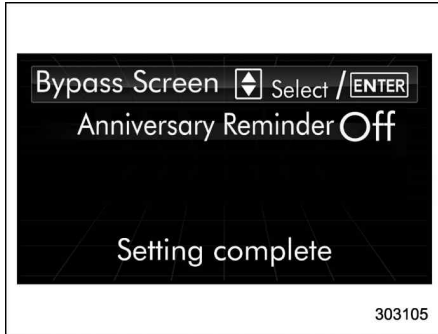 Bypass Screen Select / ENTER
Anniversary Reminder Off
Setting complete
303105